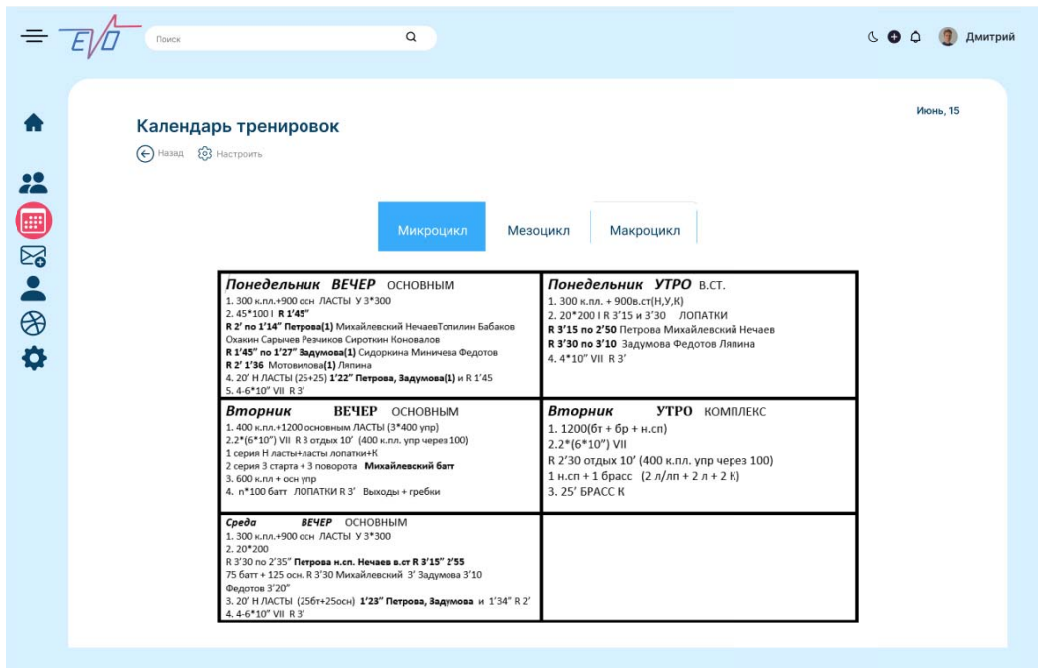 EVO
Поиск
Дмитрий
Июнь, 15
Календарь тренировок
Назад Настроить
Микроцикл Мезоцикл Макроцикл
Понедельник ВЕЧЕР ОСНОВНЫМ
1. 300 к.пл.+900 осн ЛАСТЫ У 3*300
2. 45*100 I R 1’45”
R 2’ по 1’14” Петрова(1) Михайлевский НечаевТопилин Бабаков
Охакин Сарычев Резчиков Сироткин Коновалов
R 1’45” по 1’27” Задумова(1) Сидоркина Миничева Федотов
R 2’ 1’36 Мотовилова(1) Ляпина
4. 20’ Н ЛАСТЫ (25+25) 1’22” Петрова, Задумова(1) и R 1’45
5. 4-6*10” VII R 3’
Понедельник УТРО В.СТ.
1. 300 к.пл. + 900в.ст(Н,У,К)
2. 20*200 I R 3’15 и 3’30 ЛОПАТКИ
R 3’15 по 2’50 Петрова Михайлевский Нечаев
R 3’30 по 3’10 Задумова Федотов Ляпина
4. 4*10” VII R 3’
Вторник ВЕЧЕР ОСНОВНЫМ
1. 400 к.пл.+1200 основным ЛАСТЫ (3*400 упр)
2.2*(6*10”) VII R 3 отдых 10’ (400 к.пл. упр через 100)
1 серия Н ласты+ласты лопатки+К
2 серия 3 старта + 3 поворота Михайлевский батт
3. 600 к.пл + осн упр
4. n*100 батт ЛОПАТКИ R 3’ Выходы + гребки
Вторник УТРО КОМПЛЕКС
1. 1200(бт + бр + н.сп)
2.2*(6*10”) VII
R 2’30 отдых 10’ (400 к.пл. упр через 100)
1 н.сп + 1 брасс (2 л/лп + 2 л + 2 К)
3. 25’ БРАСС К
Среда ВЕЧЕР ОСНОВНЫМ
1. 300 к.пл.+900 осн ЛАСТЫ У 3*300
2. 20*200
R 3’30 по 2’35” Петрова н.сп. Нечаев в.ст R 3’15” 2’55
75 батт + 125 осн. R 3’30 Михайлевский 3’ Задумова 3’10
Федотов 3’20”
3. 20’ Н ЛАСТЫ (25бт+25осн) 1’23” Петрова, Задумова и 1’34” R 2’
4. 4-6*10” VII R 3’